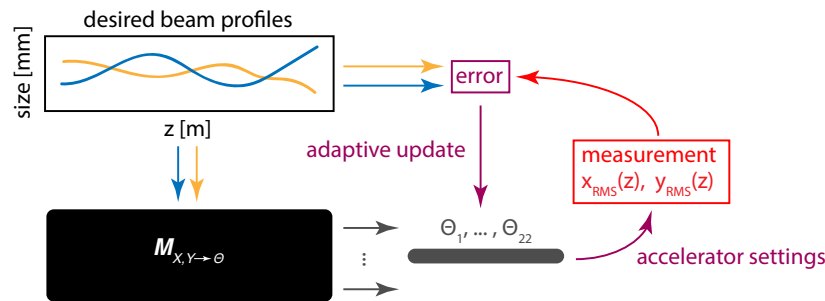 desired beam profiles
size [mm]
z [m]
error
adaptive update
measurement
x_RMS(z), y_RMS(z)
M_X,Y→Θ
Θ_1, ... , Θ_22
...
accelerator settings